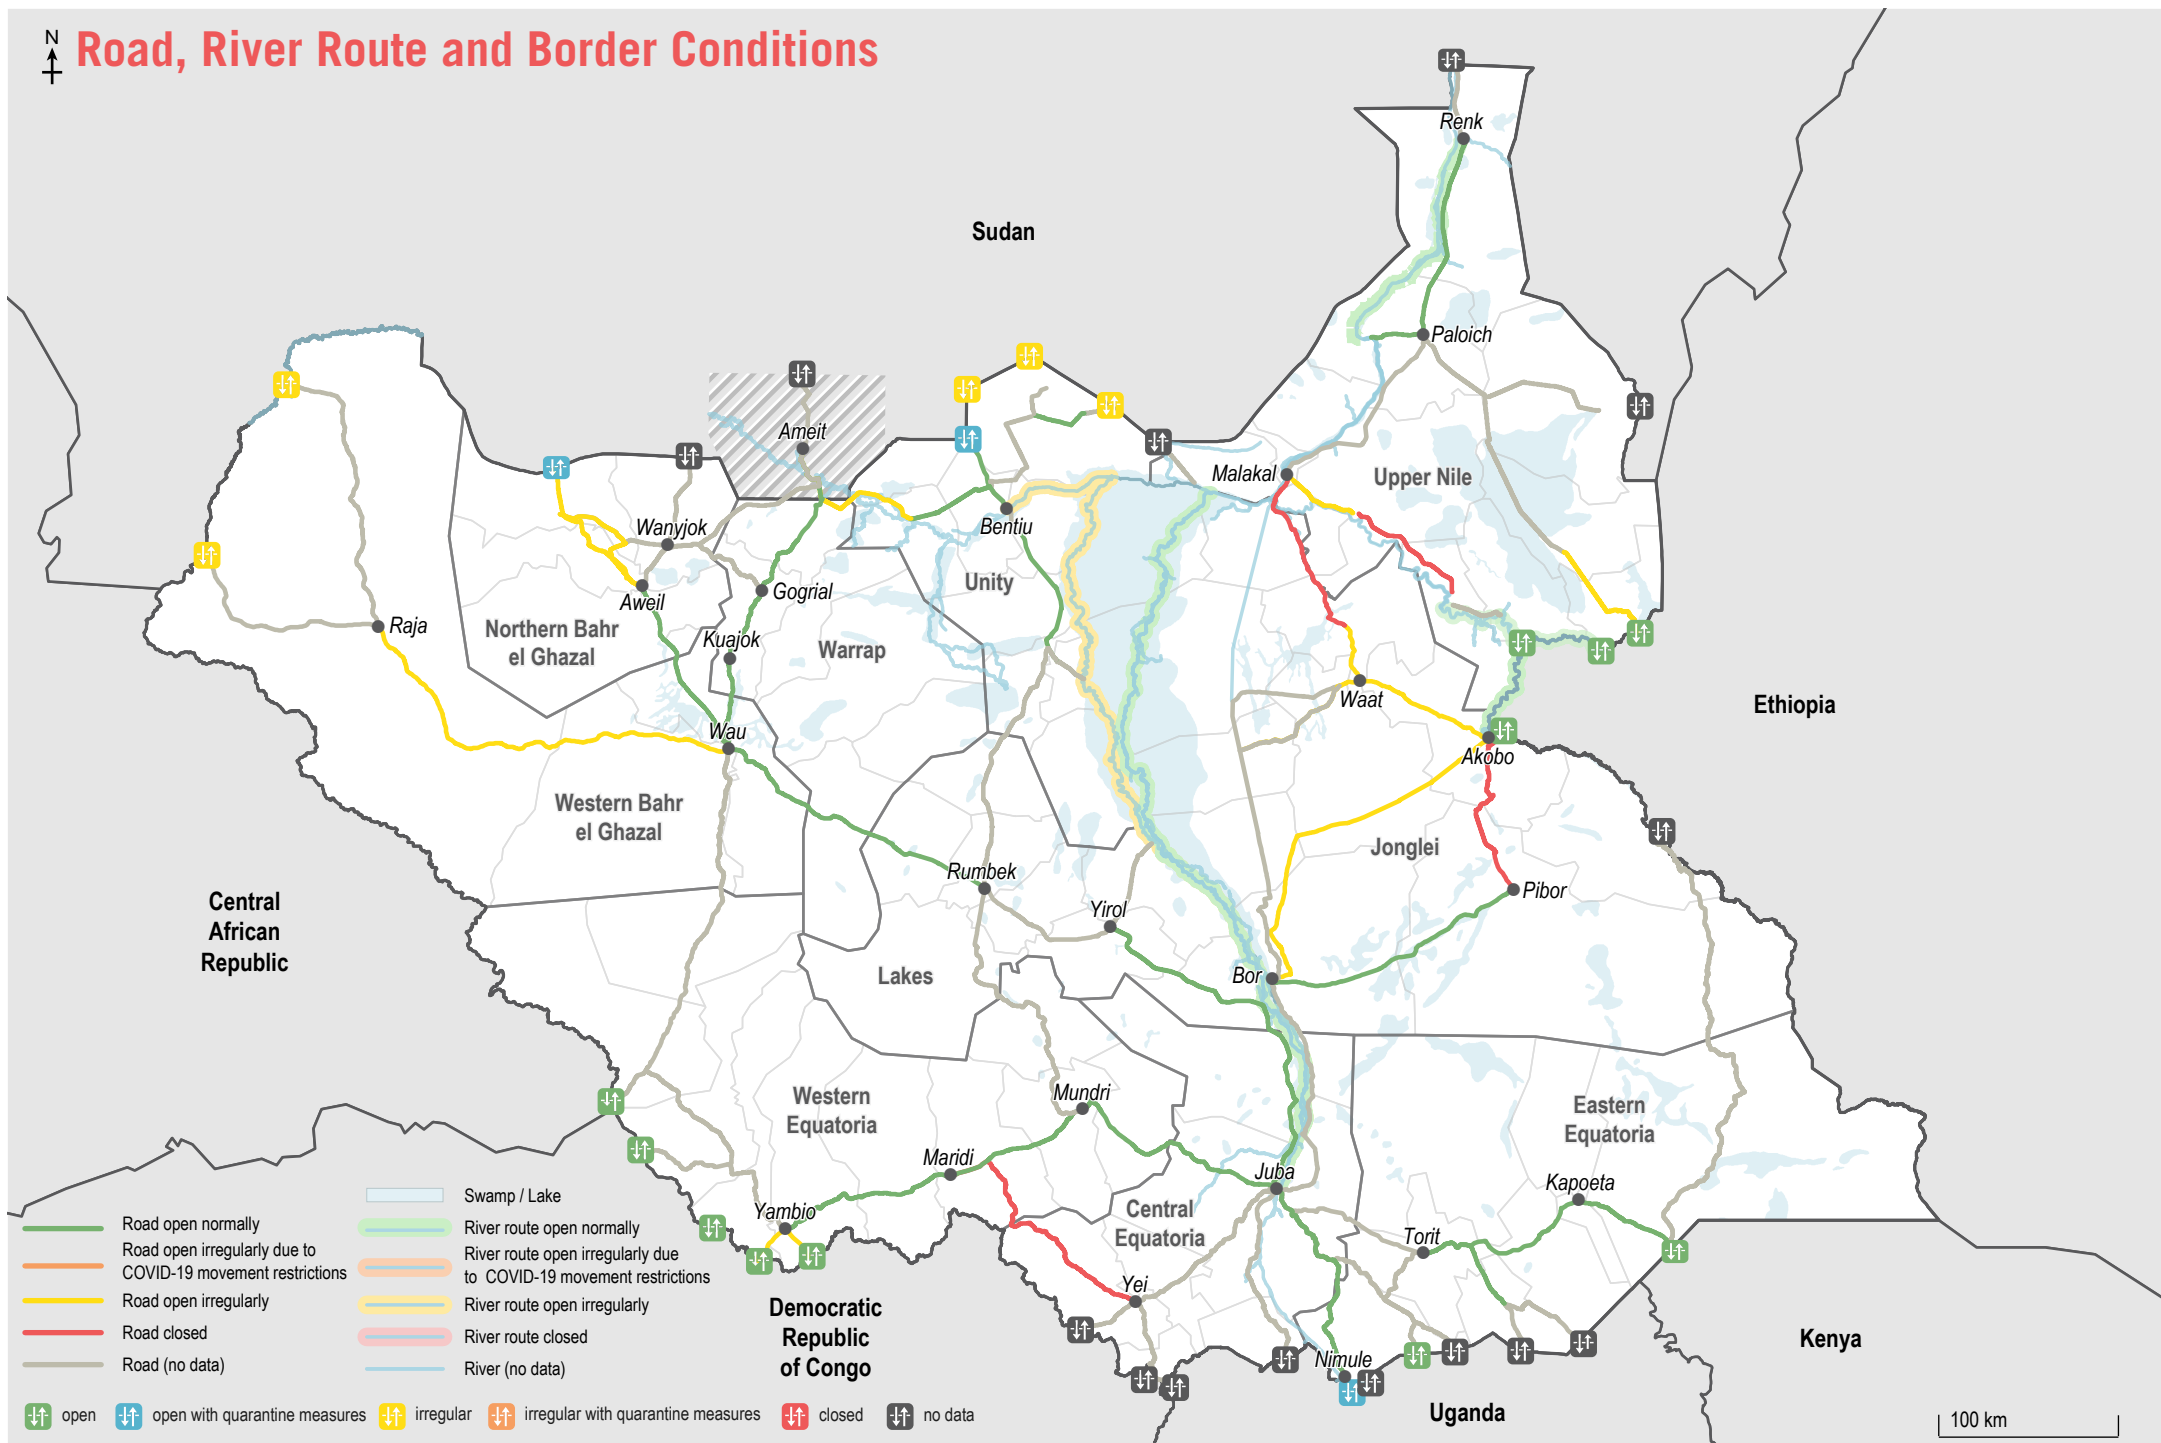 N
Road, River Route and Border Conditions
Renk
Sudan
Paloich
Ameit
Malakal
Upper Nile
Wanyjok
Bentiu
Unity
Gogrial
Aweil
Raja
Northern Bahr
el Ghazal
Kuajok
Warrap
Waat
Ethiopia
Wau
Akobo
Western Bahr
el Ghazal
Jonglei
Rumbek
Pibor
Central
African
Republic
Yirol
Lakes
Bor
Mundri
Western
Equatoria
Eastern
Equatoria
Maridi
Juba
Kapoeta
Yambio
Central
Equatoria
Torit
Yei
Democratic
Republic
of Congo
Nimule
Kenya
Uganda
Road open normally
Road open irregularly due to
COVID-19 movement restrictions
Road open irregularly
Road closed
Road (no data)
Swamp / Lake
River route open normally
River route open irregularly due
to COVID-19 movement restrictions
River route open irregularly
River route closed
River (no data)
open
open with quarantine measures
irregular
irregular with quarantine measures
closed
no data
100 km